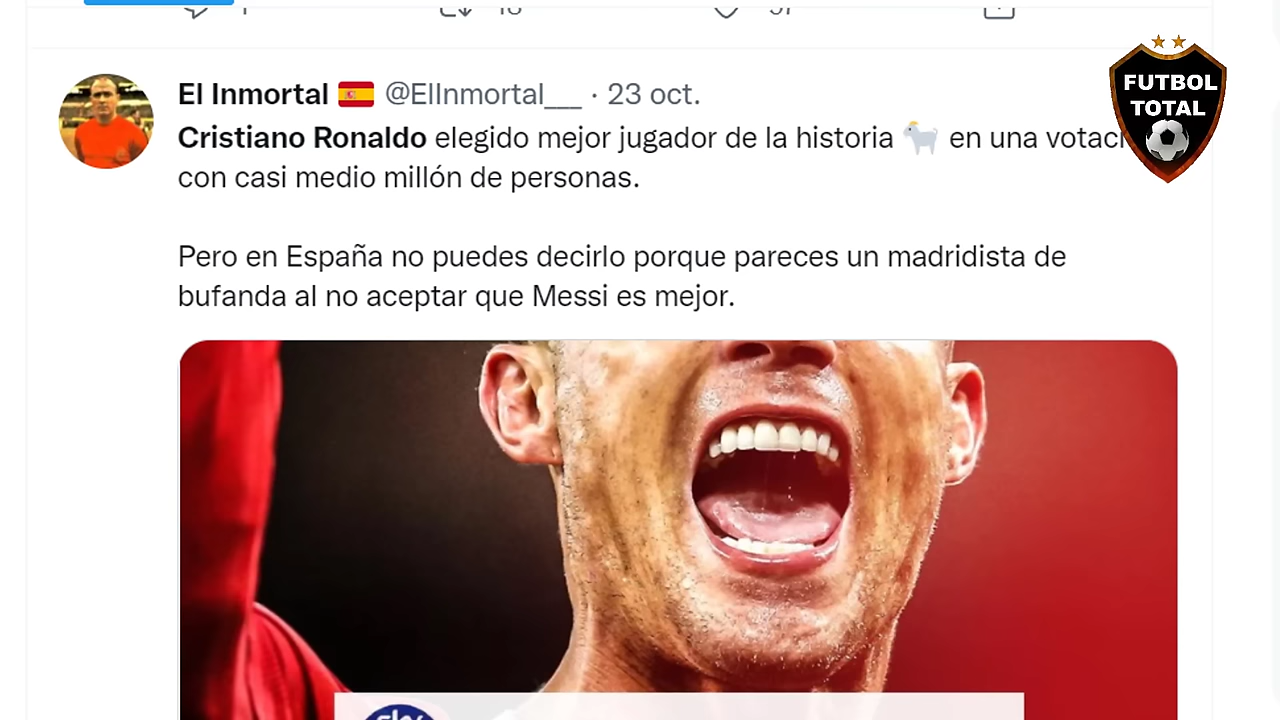 El Inmortal 🇪🇸 @ElInmortal___ · 23 oct.
Cristiano Ronaldo elegido mejor jugador de la historia 🐐 en una
con casi medio millón de personas.
Pero en España no puedes decirlo porque pareces un madridista de
bufanda al no aceptar que Messi es mejor.
FUTBOL
TOTAL